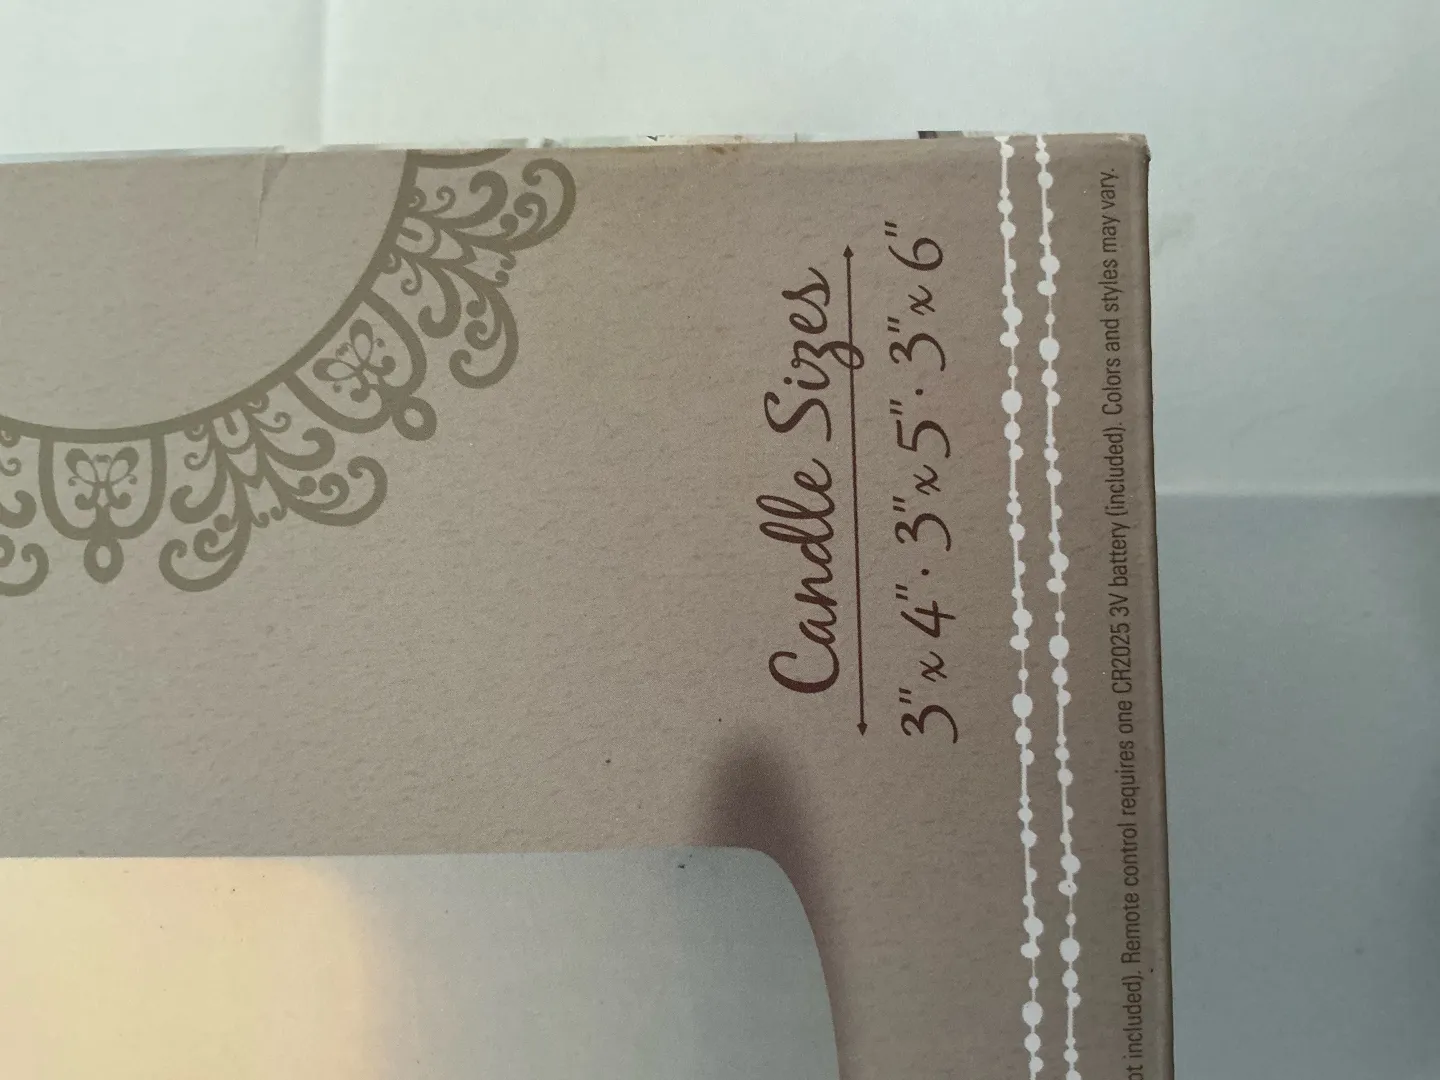 Candle Sizes
3" x 4" · 3" x 5" · 3" x 6"
included). Remote control requires one CR2025 3V battery (included). Colors and styles may vary.